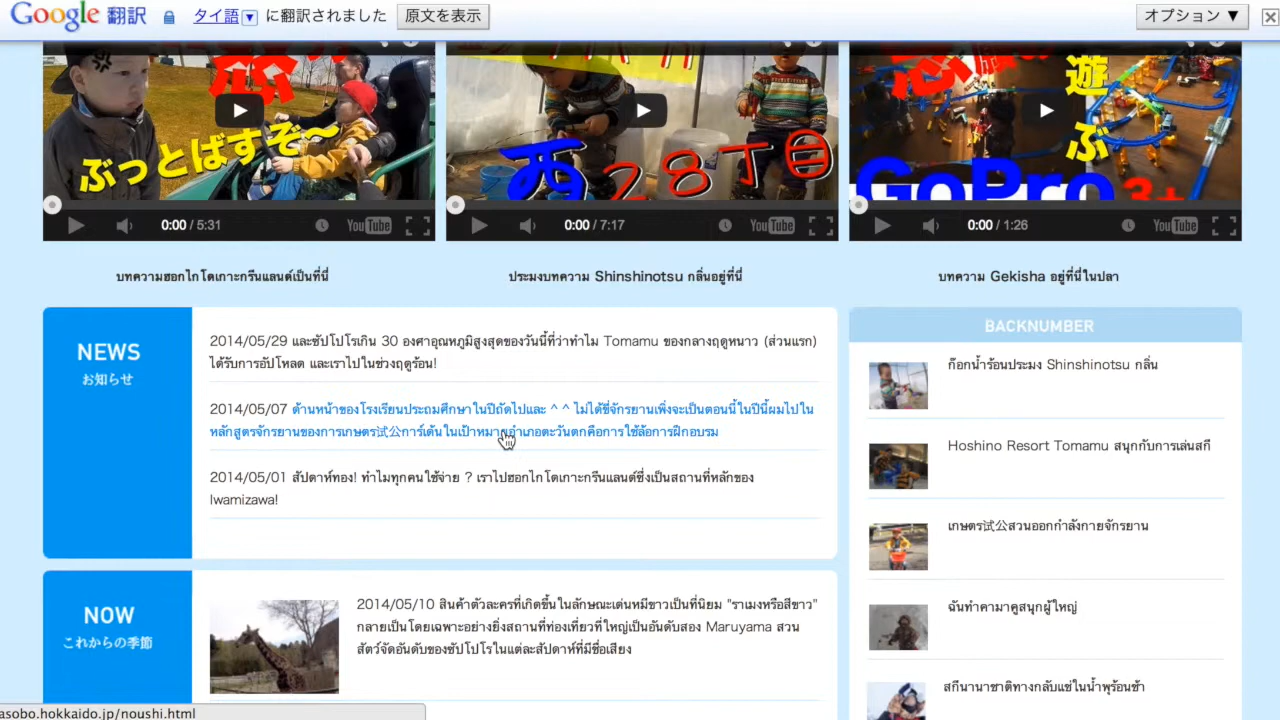 Google 翻訳 タイ語 に翻訳されました 原文を表示 オプション ▼
ぶっとばすぞ〜
西28丁目
遊ぶ
GoPro3+
0:00 / 5:31 YouTube
0:00 / 7:17 YouTube
0:00 / 1:26 YouTube
บทความฮอกไกโดเกาะกรีนแลนด์เป็นที่นี่
ประมงบทความ Shinshinotsu กลิ่นอยู่ที่นี่
บทความ Gekisha อยู่ที่นี่ในปลา
NEWS
お知らせ
2014/05/29 และซัปโปโรเกิน 30 องศาอุณหภูมิสูงสุดของวันนี้ที่ว่าทำไม Tomamu ของกลางฤดูหนาว (ส่วนแรก)
ได้รับการอัปโหลด และเราไปในช่วงฤดูร้อน!
2014/05/07 ด้านหน้าของโรงเรียนประถมศึกษาในปีถัดไปและ ^ ^ ไม่ได้ขี่จักรยานเพิ่งจะเป็นตอนนี้ในปีนี้ผมไปใน
หลักสูตรจักรยานของการเกษตร试公การ์เด้นในเป้าหมายอำเภอตะวันตกคือการใช้ล้อการฝึกอบรม
2014/05/01 สัปดาห์ทอง! ทำไมทุกคนใช้จ่าย ? เราไปฮอกไกโดเกาะกรีนแลนด์ซึ่งเป็นสถานที่หลักของ
Iwamizawa!
BACKNUMBER
ก๊อกน้ำร้อนประมง Shinshinotsu กลิ่น
Hoshino Resort Tomamu สนุกกับการเล่นสกี
เกษตร试公สวนออกกำลังกายจักรยาน
ฉันทำคามาคูสนุกผู้ใหญ่
สกีนานาชาติทางกลับแช่ในน้ำพุร้อนช้า
NOW
これからの季節
2014/05/10 สินค้าตัวละครที่เกิดขึ้นในลักษณะเด่นหมีขาวเป็นที่นิยม "ราเมงหรือสีขาว"
กลายเป็นโดยเฉพาะอย่างยิ่งสถานที่ท่องเที่ยวที่ใหญ่เป็นอันดับสอง Maruyama สวน
สัตว์จัดอันดับของซัปโปโรในแต่ละสัปดาห์ที่มีชื่อเสียง
asobo.hokkaido.jp/noushi.html